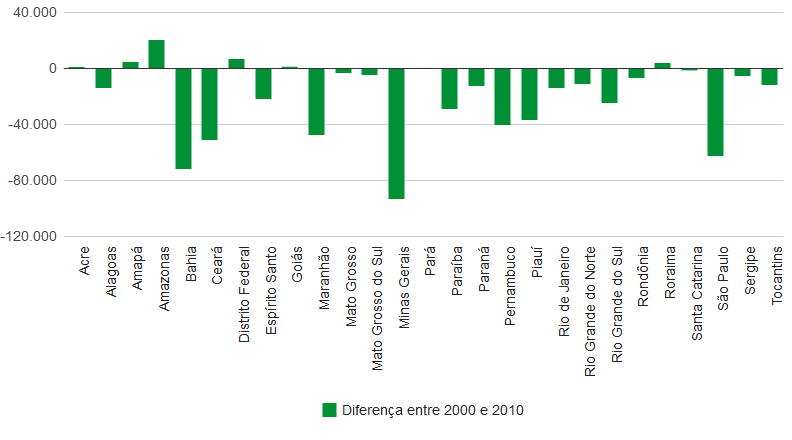 40.000
0
-40.000
-80.000
-120.000
Acre
Alagoas
Amapá
Amazonas
Bahia
Ceará
Distrito Federal
Espírito Santo
Goiás
Maranhão
Mato Grosso
Mato Grosso do Sul
Minas Gerais
Pará
Paraíba
Paraná
Pernambuco
Piauí
Rio de Janeiro
Rio Grande do Norte
Rio Grande do Sul
Rondônia
Roraima
Santa Catarina
São Paulo
Sergipe
Tocantins
Diferença entre 2000 e 2010